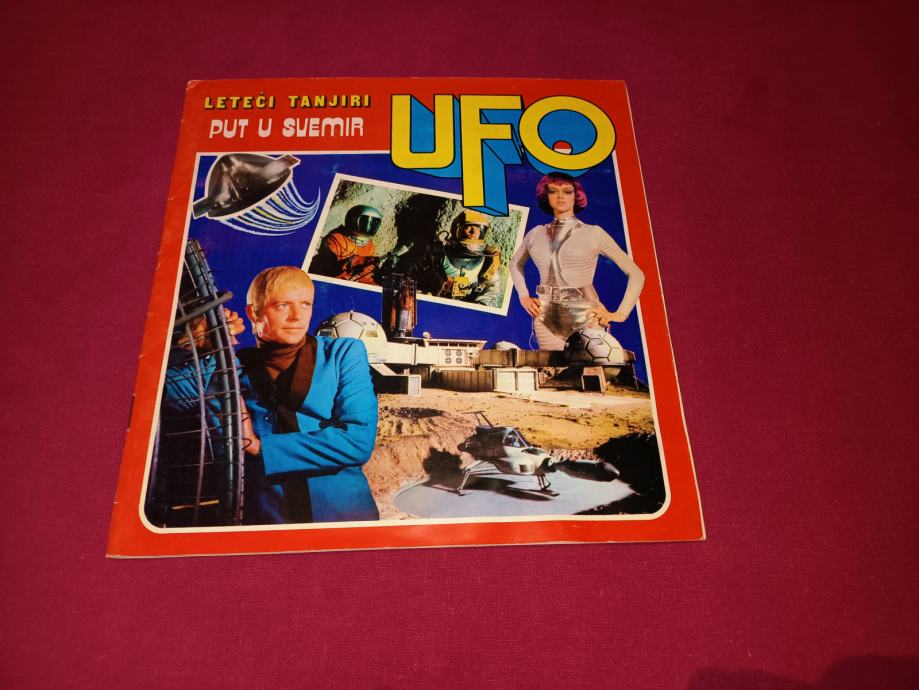 LETEĆI TANJIRI
PUT U SVEMIR
UFO